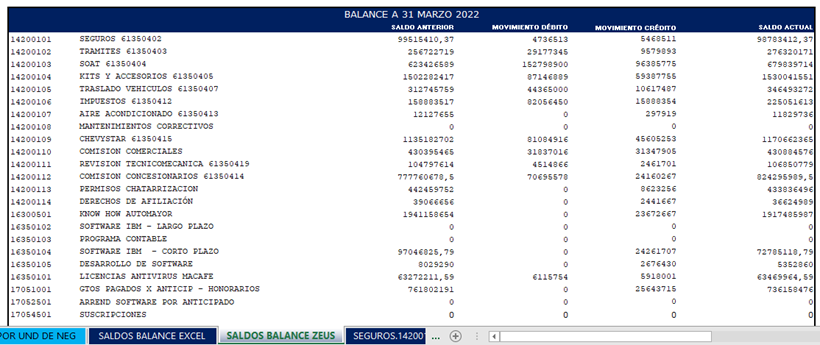 BALANCE A 31 MARZO 2022
SALDO ANTERIOR MOVIMIENTO DÉBITO MOVIMIENTO CRÉDITO SALDO ACTUAL
14200101 SEGUROS 61350402 99515410,37 4736513 5468511 98783412,37
14200102 TRAMITES 61350403 256722719 29177345 9579893 276320171
14200103 SOAT 61350404 623426589 152798900 96385775 679839714
14200104 KITS Y ACCESORIOS 61350405 1502282417 87146889 59387755 1530041551
14200105 TRASLADO VEHICULOS 61350407 312745759 44365000 10617487 346493272
14200106 IMPUESTOS 61350412 158883517 82056450 15888354 225051613
14200107 AIRE ACONDICIONADO 61350413 12127655 0 297919 11829736
14200108 MANTENIMIENTOS CORRECTIVOS 0 0 0 0
14200109 CHEVYSTAR 61350415 1135182702 81084916 45605253 1170662365
14200110 COMISION COMERCIALES 430395465 31837016 31347905 430884576
14200111 REVISION TECNICOMECANICA 61350419 104797614 4514866 2461701 106850779
14200112 COMISION CONCESIONARIOS 61350414 777760678,5 70695578 24160267 824295989,5
14200113 PERMISOS CHATARRIZACION 442459752 0 8623256 433836496
14200114 DERECHOS DE AFILIACIÓN 39066656 0 2441667 36624989
16300501 KNOW HOW AUTOMAYOR 1941158654 0 23672667 1917485987
16350102 SOFTWARE IBM - LARGO PLAZO 0 0 0 0
16350103 PROGRAMA CONTABLE 0 0 0 0
16350104 SOFTWARE IBM - CORTO PLAZO 97046825,79 0 24261707 72785118,79
16350105 DESARROLLO DE SOFTWARE 8029290 0 2676430 5352860
16350101 LICENCIAS ANTIVIRUS MACAFE 63272211,59 6115754 5918001 63469964,59
17051001 GTOS PAGADOS X ANTICIP - HONORARIOS 761802191 0 25643715 736158476
17052501 ARREND SOFTWARE POR ANTICIPADO 0 0 0 0
17054501 SUSCRIPCIONES 0 0 0 0
POR UND DE NEG SALDOS BALANCE EXCEL SALDOS BALANCE ZEUS SEGUROS.14200 ...